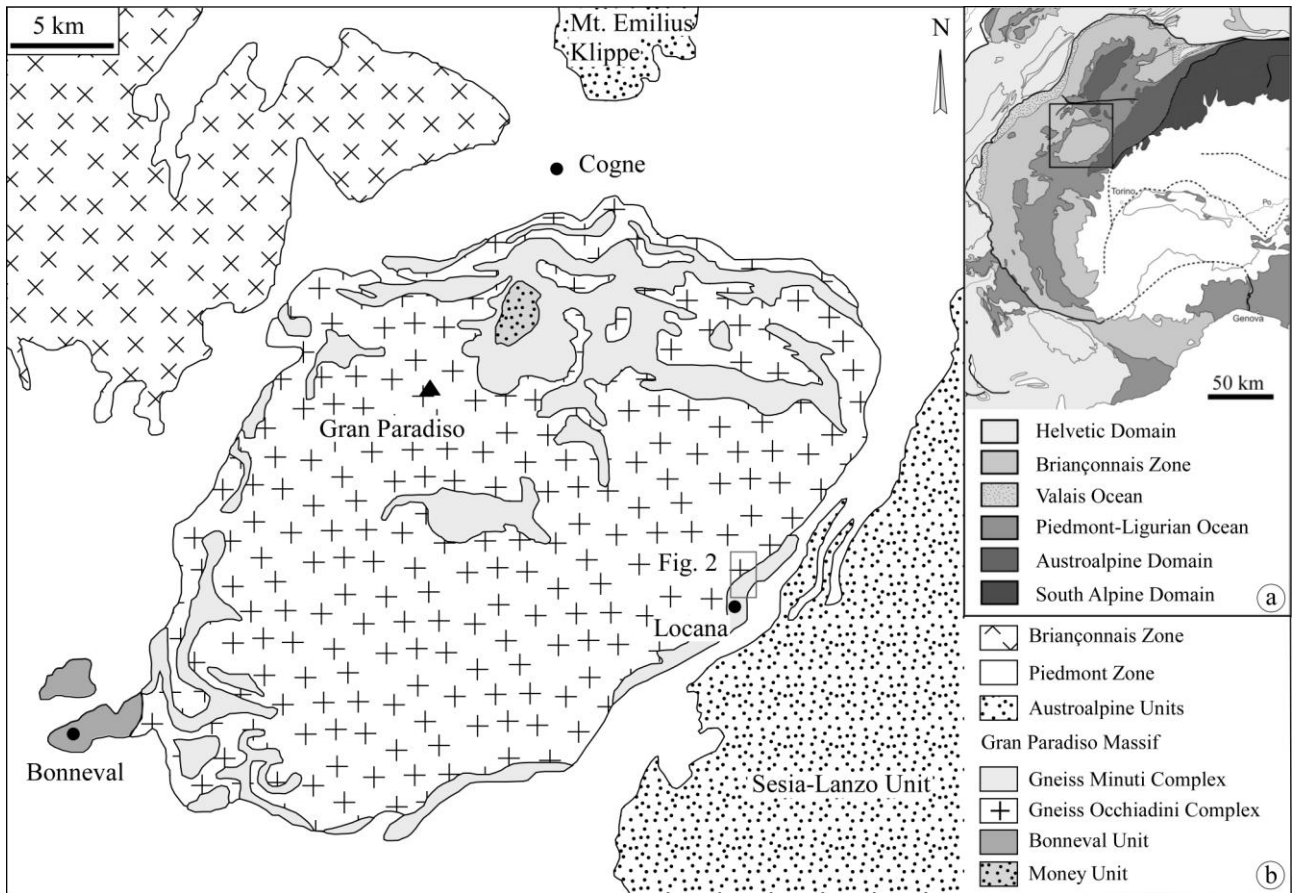 5 km
Mt. Emilius
Klippe
N
Cogne
Gran Paradiso
Fig. 2
Locana
Bonneval
Sesia-Lanzo Unit
Torino
Po
Genova
50 km
Helvetic Domain
Briançonnais Zone
Valais Ocean
Piedmont-Ligurian Ocean
Austroalpine Domain
South Alpine Domain
a
Briançonnais Zone
Piedmont Zone
Austroalpine Units
Gran Paradiso Massif
Gneiss Minuti Complex
Gneiss Occhiadini Complex
Bonneval Unit
Money Unit
b